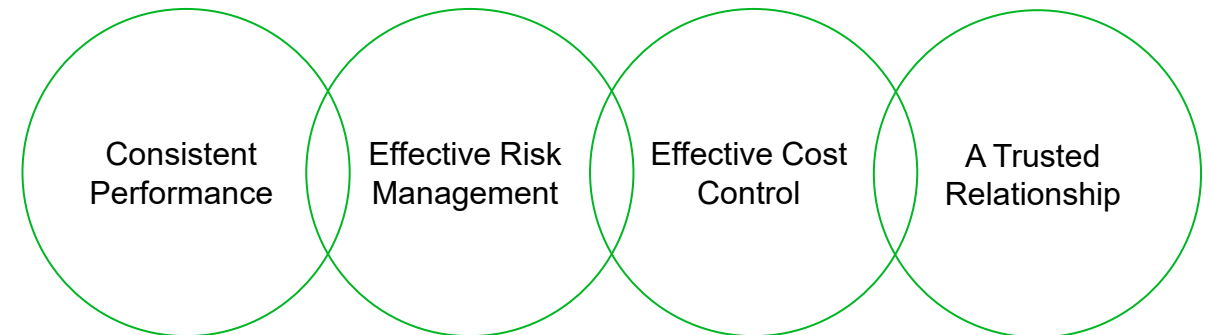 Consistent
Performance
Effective Risk
Management
Effective Cost
Control
A Trusted
Relationship